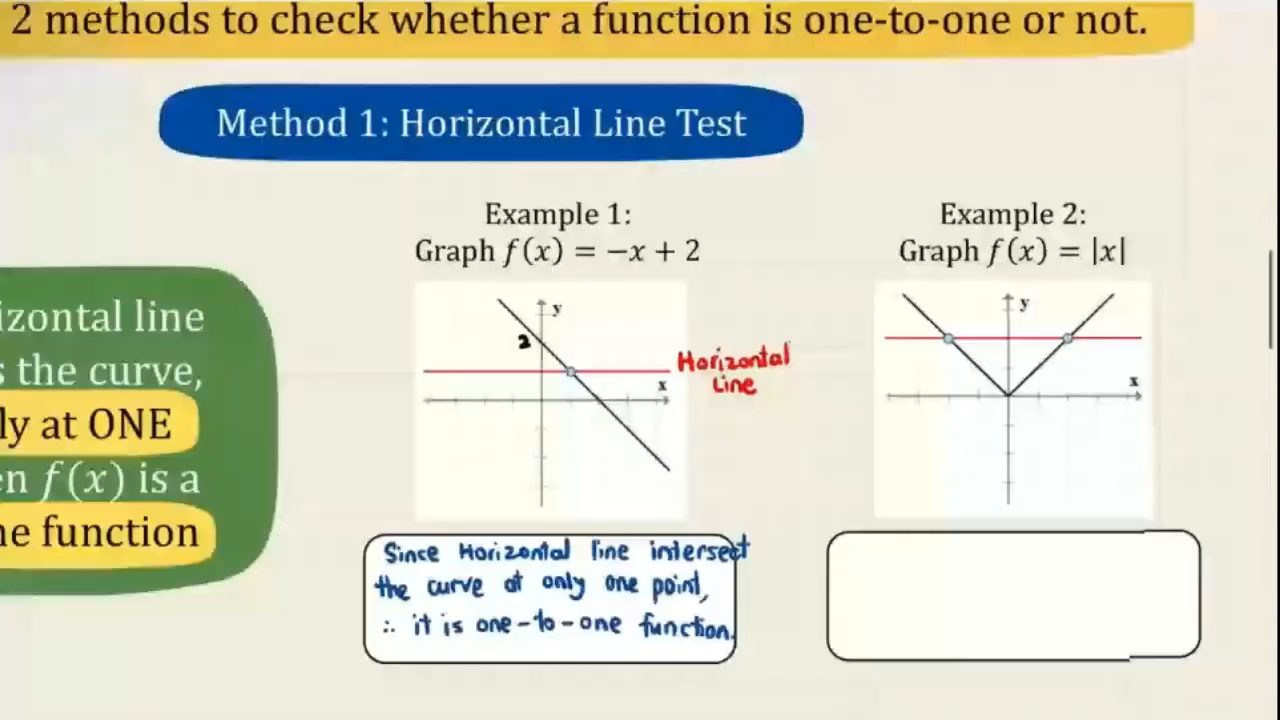 2 methods to check whether a function is one-to-one or not.
Method 1: Horizontal Line Test
izontal line
s the curve,
ly at ONE
en f(x) is a
ne function
Example 1:
Graph f(x) = −x + 2
y
2
x
Horizontal
Line
Since Horizontal line intersect
the curve at only one point,
∴ it is one-to-one function.
Example 2:
Graph f(x) = |x|
y
x